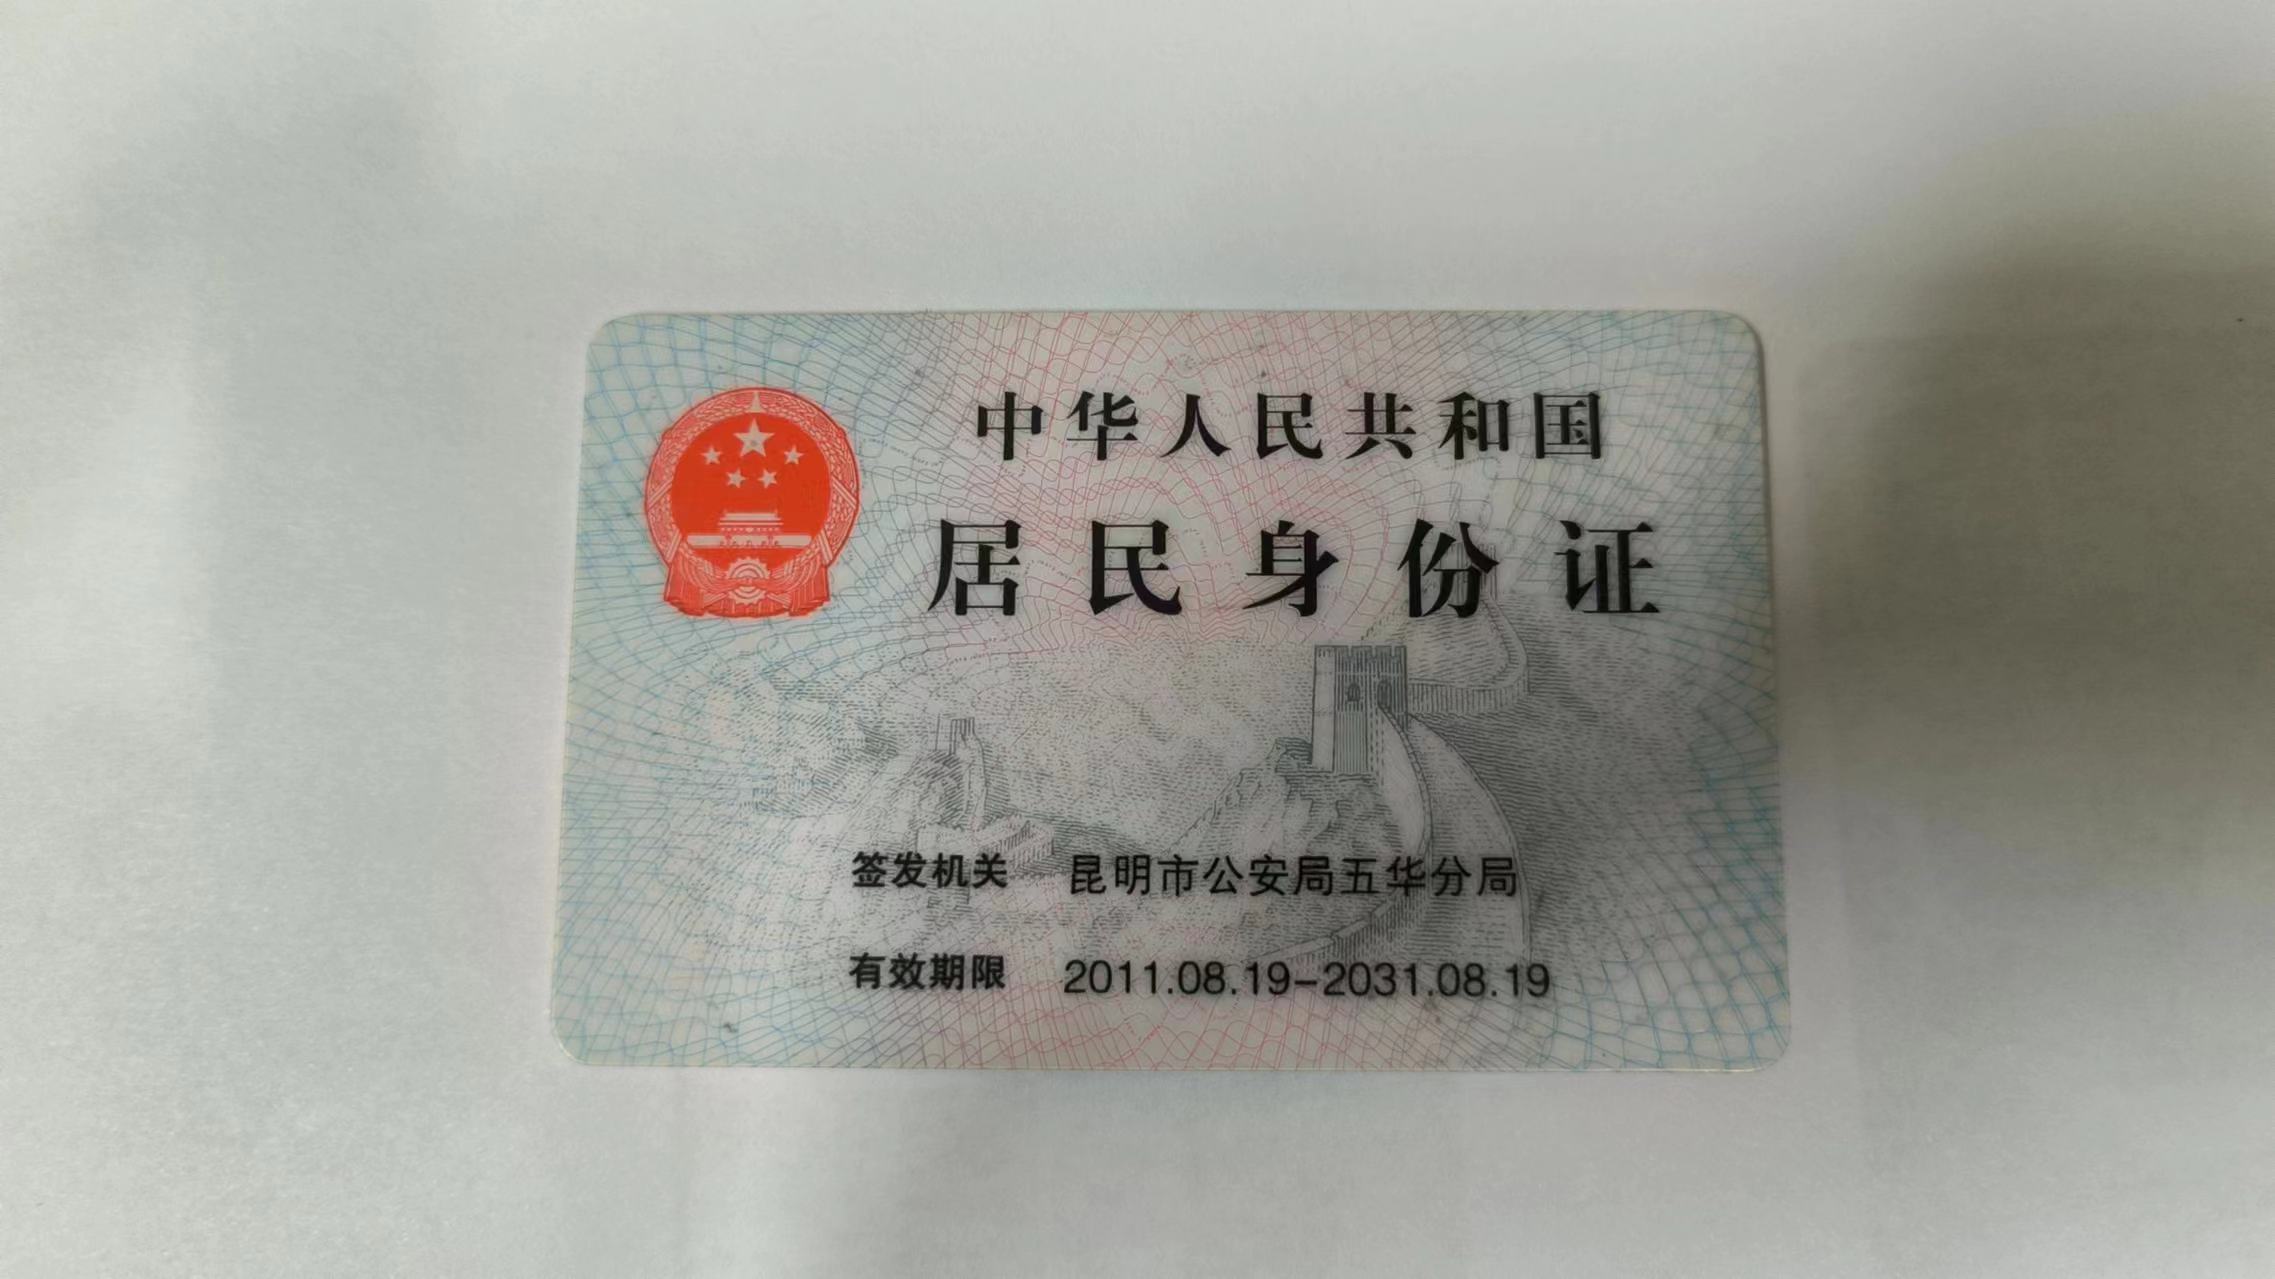 中华人民共和国
居民身份证
签发机关 昆明市公安局五华分局
有效期限 2011.08.19-2031.08.19